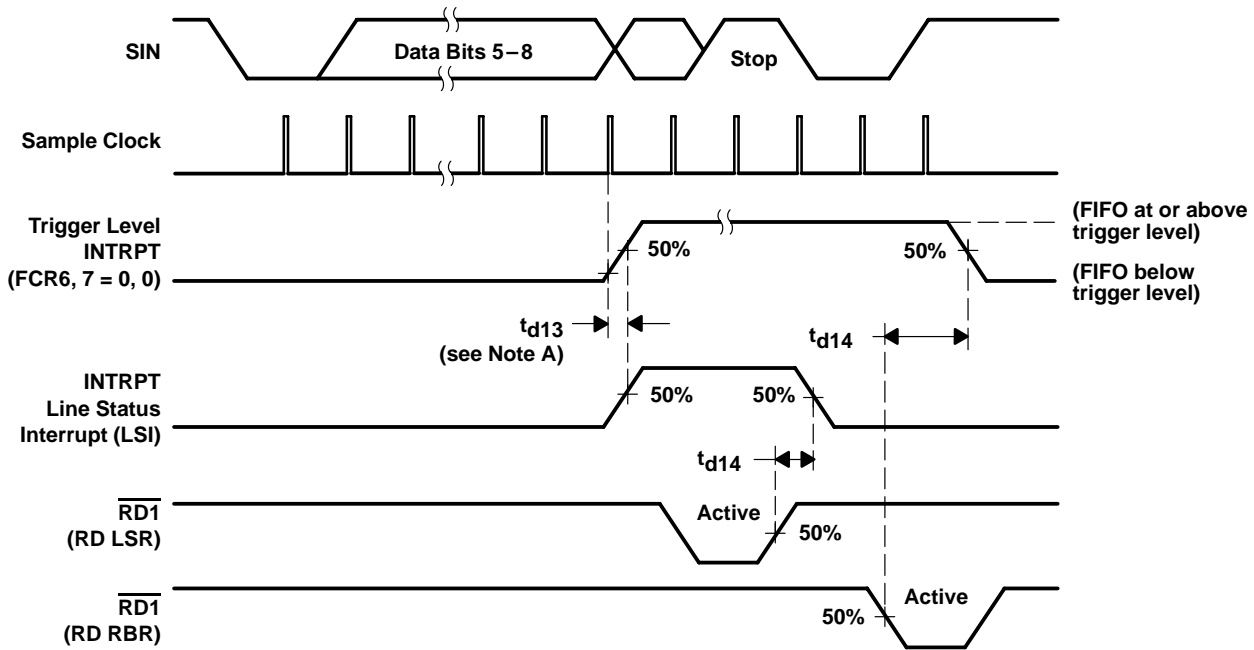 SIN
Data Bits 5–8
Stop
Sample Clock
Trigger Level
INTRPT
(FCR6, 7 = 0, 0)
50%
50%
(FIFO at or above
trigger level)
(FIFO below
trigger level)
td13
(see Note A)
td14
INTRPT
Line Status
Interrupt (LSI)
50%
50%
td14
RD1
(RD LSR)
Active
50%
RD1
(RD RBR)
50%
Active